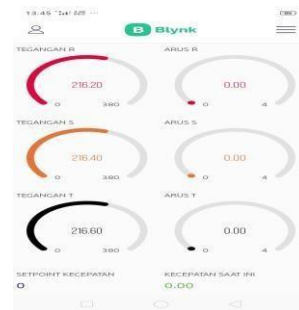 13:45
B Blynk
TEGANGAN R ARUS R
216.20 0.00
0 380 0 4
TEGANGAN S ARUS S
216.40 0.00
0 380 0 4
TEGANGAN T ARUS T
216.60 0.00
0 380 0 4
SETPOINT KECEPATAN KECEPATAN SAAT INI
0 0.00